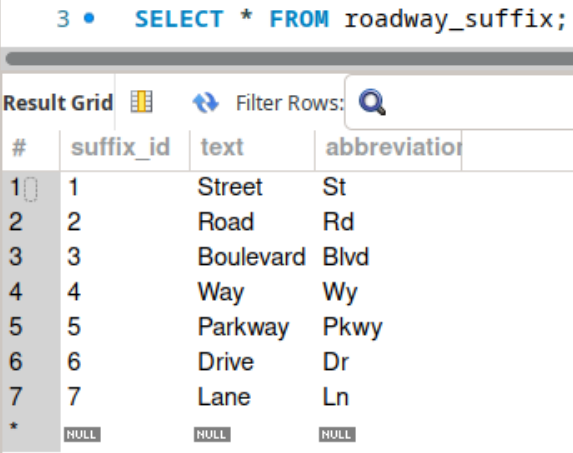 3 SELECT * FROM roadway_suffix;
Result Grid Filter Rows:
# suffix_id text abbreviation
1 1 Street St
2 2 Road Rd
3 3 Boulevard Blvd
4 4 Way Wy
5 5 Parkway Pkwy
6 6 Drive Dr
7 7 Lane Ln
* NULL NULL NULL